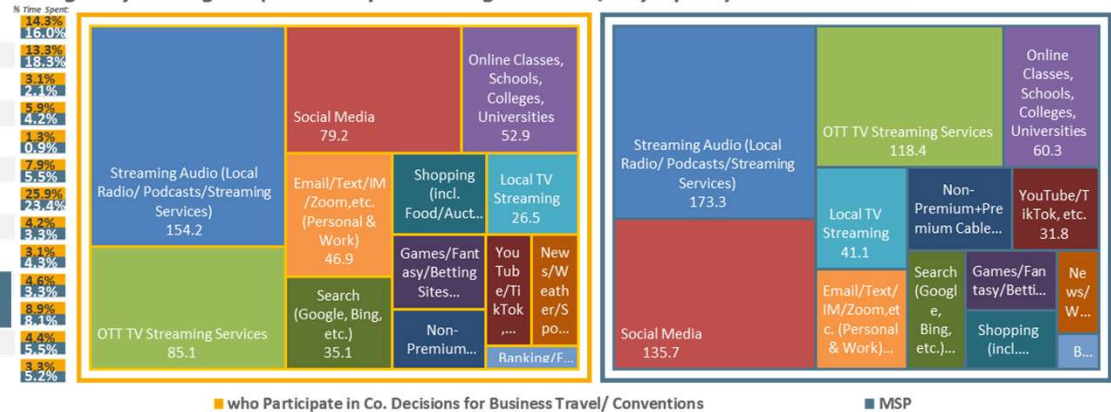 % Time Spent:
14.3%
16.0%
13.3%
18.3%
3.1%
2.1%
5.9%
4.2%
1.3%
0.9%
7.9%
5.5%
25.9%
23.4%
4.2%
3.3%
3.1%
4.3%
4.6%
3.3%
8.9%
8.1%
4.4%
5.5%
3.3%
5.2%
Streaming Audio (Local
Radio/ Podcasts/Streaming
Services)
154.2
OTT TV Streaming Services
85.1
Social Media
79.2
Online Classes,
Schools,
Colleges,
Universities
52.9
Email/Text/IM
/Zoom,etc.
(Personal &
Work)
46.9
Search
(Google, Bing,
etc.)
35.1
Shopping
(incl.
Food/Auct...
Local TV
Streaming
26.5
Games/Fant
asy/Betting
Sites...
Non-
Premium...
You
Tub
e/Ti
kTok
,...
New
s/W
eath
er/S
po...
Banking/F...
Streaming Audio (Local
Radio/ Podcasts/Streaming
Services)
173.3
Social Media
135.7
OTT TV Streaming Services
118.4
Online
Classes,
Schools,
Colleges,
Universities
60.3
Local TV
Streaming
41.1
Email/Text/
IM/Zoom,et
c. (Personal
& Work)...
Non-
Premium+Pre
mium Cable...
YouTube/T
ikTok, etc.
31.8
Search
(Googl
e,
Bing,
etc.)...
Games/Fan
tasy/Betti...
Shopping
(incl....
Ne
ws/
W...
B...
who Participate in Co. Decisions for Business Travel/ Conventions
MSP